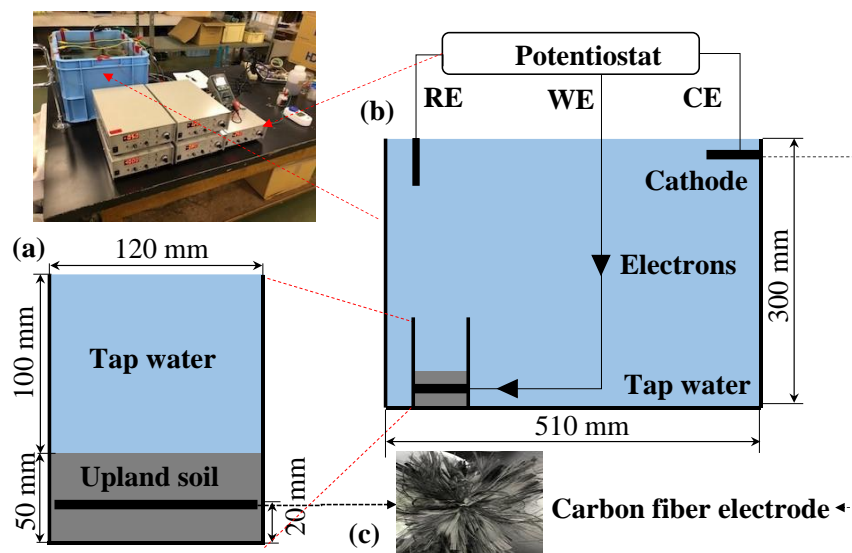 Potentiostat
(b)
RE
WE
CE
Cathode
(a)
120 mm
Electrons
300 mm
100 mm
Tap water
Tap water
510 mm
Upland soil
50 mm
20 mm
(c)
Carbon fiber electrode